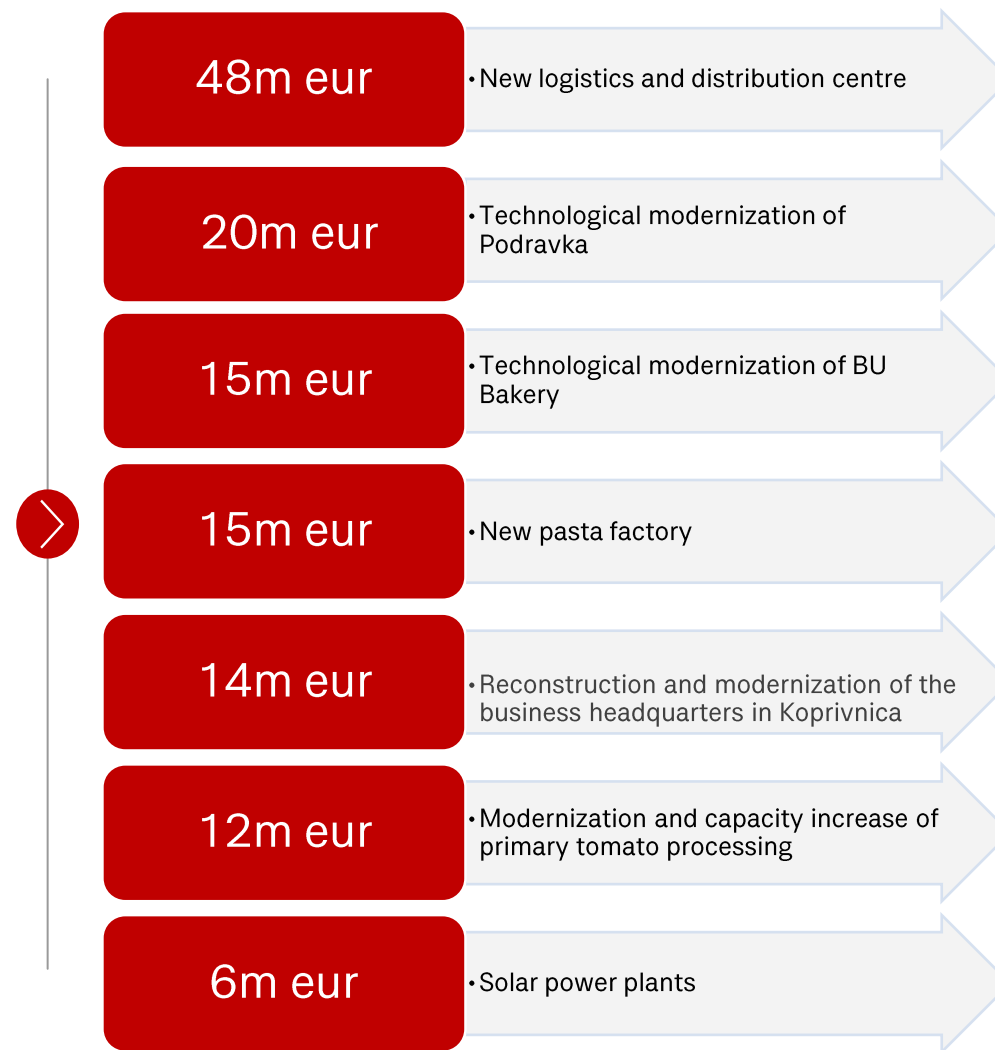 48m eur
•New logistics and distribution centre
20m eur
•Technological modernization of
Podravka
15m eur
•Technological modernization of BU
Bakery
15m eur
•New pasta factory
14m eur
•Reconstruction and modernization of the
business headquarters in Koprivnica
12m eur
•Modernization and capacity increase of
primary tomato processing
6m eur
•Solar power plants